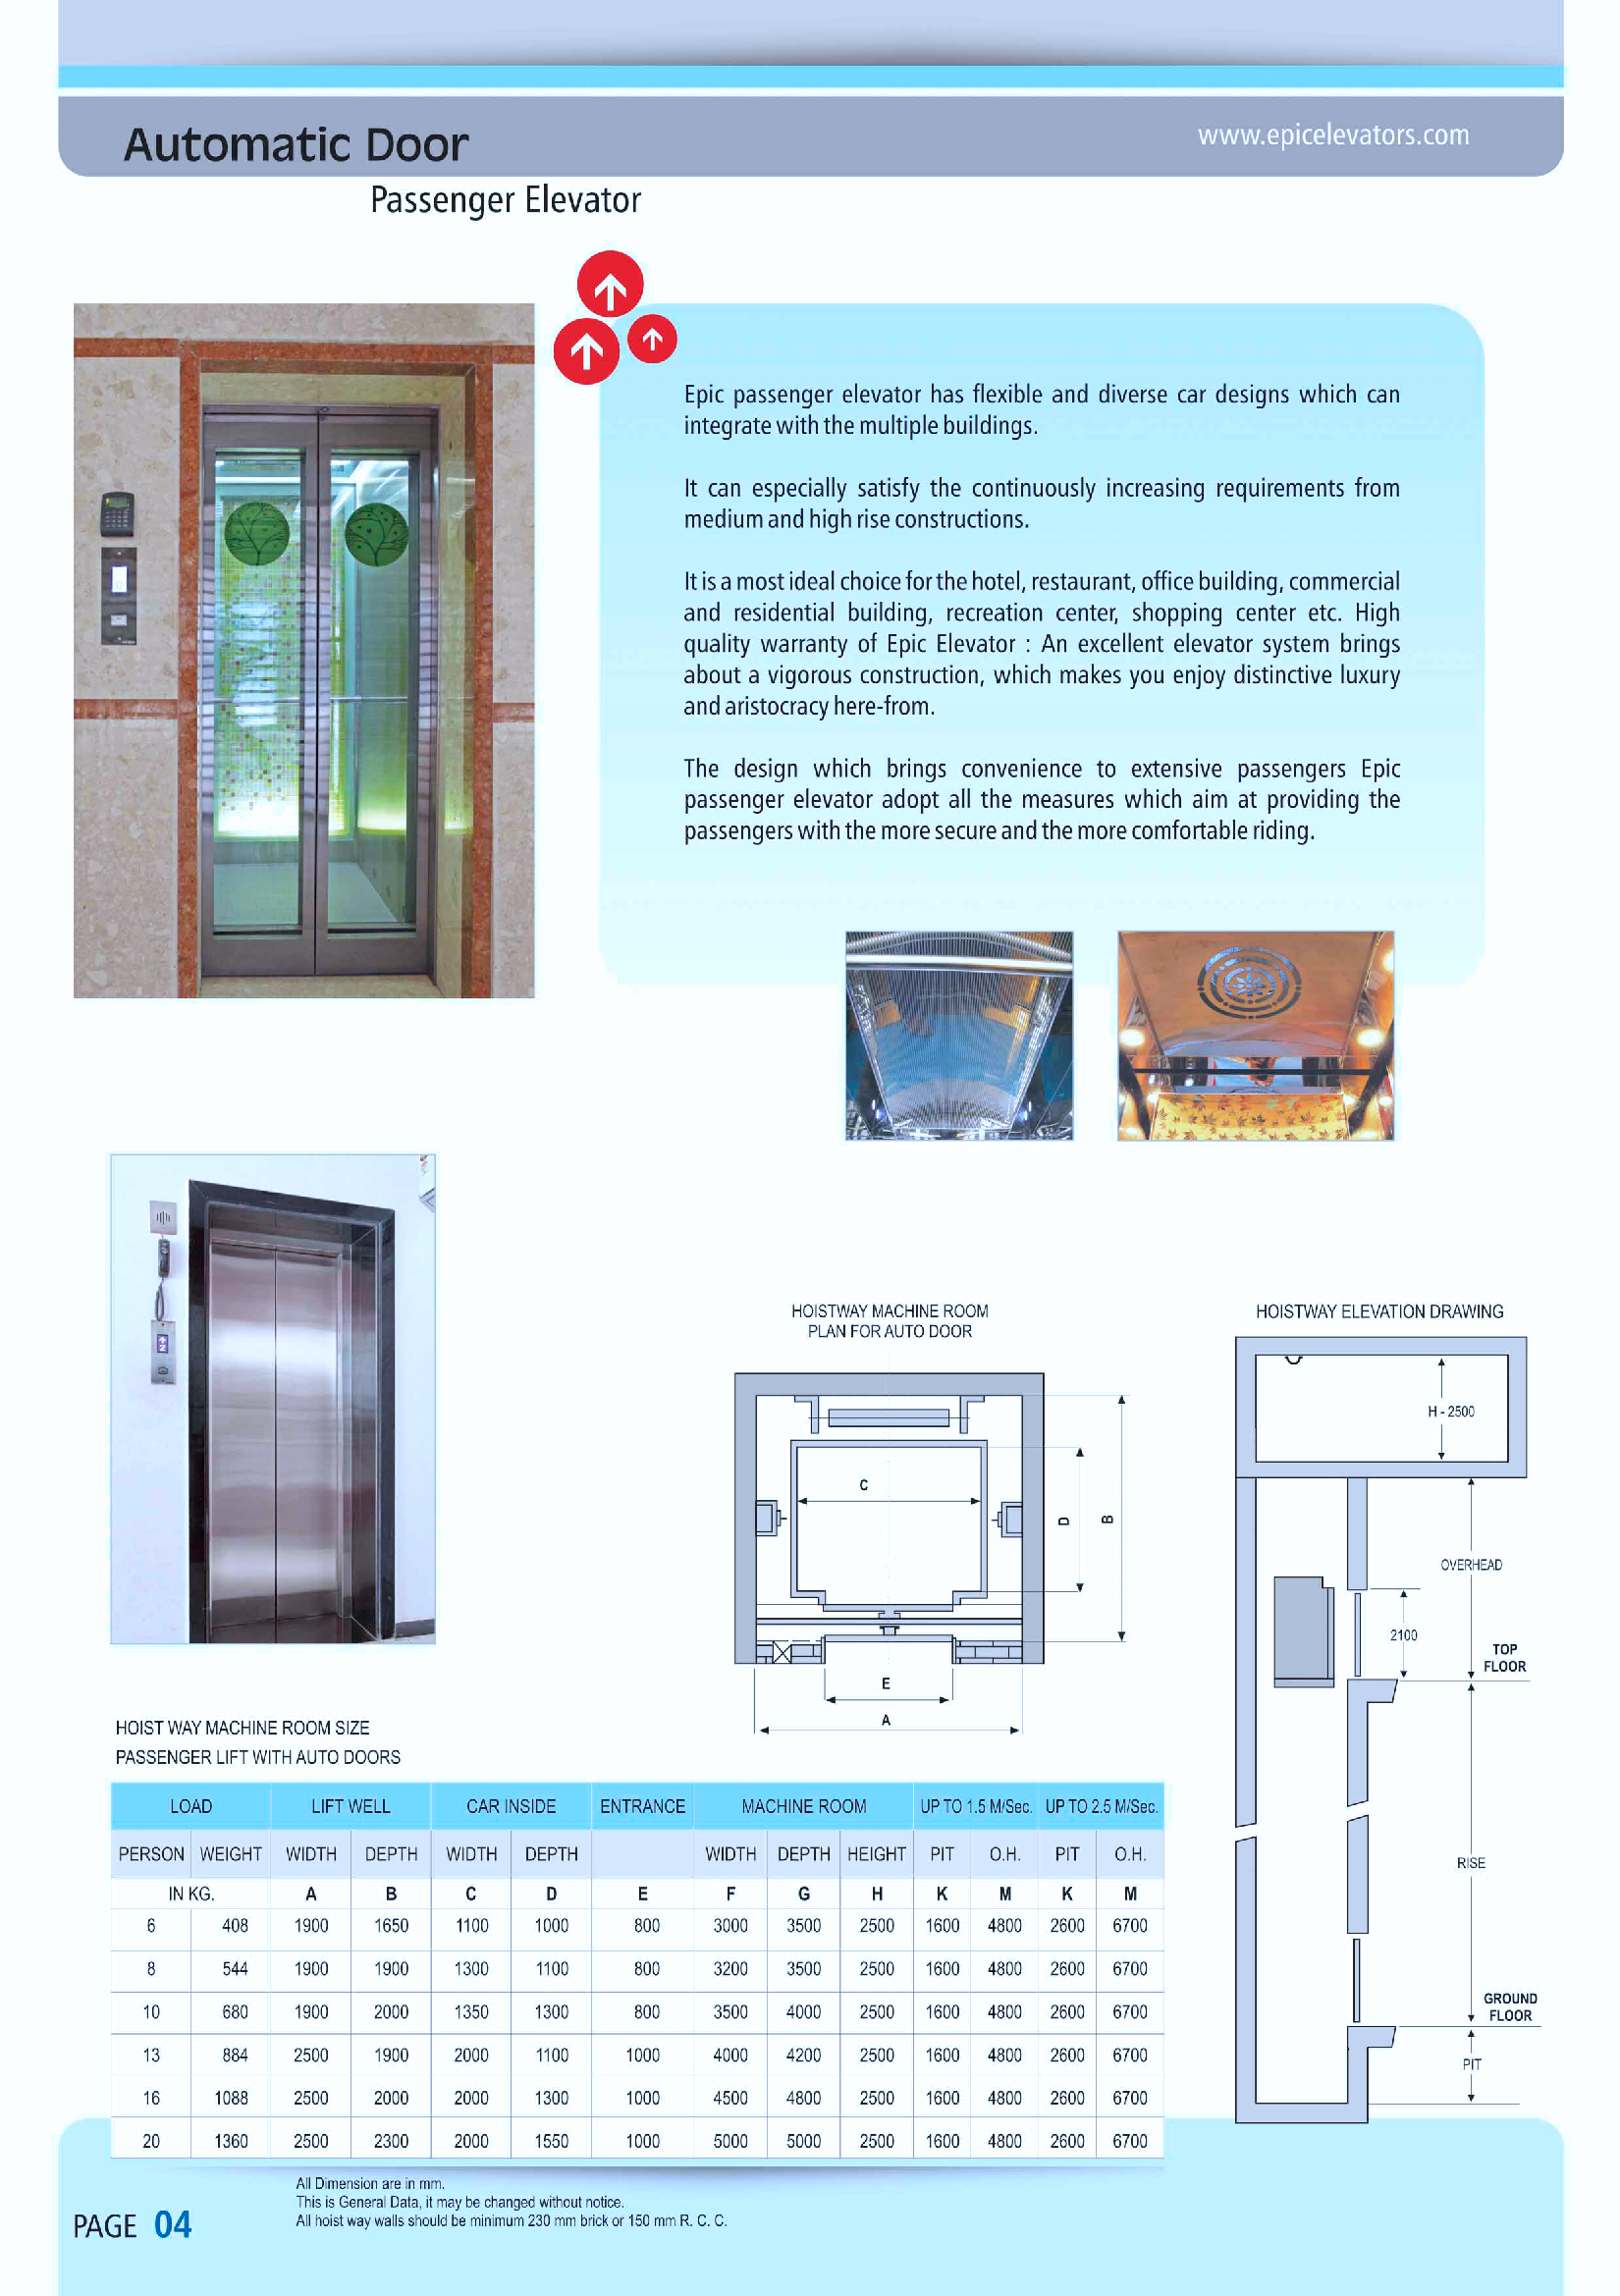 Automatic Door
www.epicelevators.com
Passenger Elevator
Epic passenger elevator has flexible and diverse car designs which can
integrate with the multiple buildings.
It can especially satisfy the continuously increasing requirements from
medium and high rise constructions.
It is a most ideal choice for the hotel, restaurant, office building, commercial
and residential building, recreation center, shopping center etc. High
quality warranty of Epic Elevator : An excellent elevator system brings
about a vigorous construction, which makes you enjoy distinctive luxury
and aristocracy here-from.
The design which brings convenience to extensive passengers Epic
passenger elevator adopt all the measures which aim at providing the
passengers with the more secure and the more comfortable riding.
HOISTWAY MACHINE ROOM
PLAN FOR AUTO DOOR
C
D
B
E
A
HOISTWAY ELEVATION DRAWING
H - 2500
OVERHEAD
2100
TOP
FLOOR
RISE
GROUND
FLOOR
PIT
HOIST WAY MACHINE ROOM SIZE
PASSENGER LIFT WITH AUTO DOORS
LOAD LIFT WELL CAR INSIDE ENTRANCE MACHINE ROOM UP TO 1.5 M/Sec. UP TO 2.5 M/Sec.
PERSON WEIGHT WIDTH DEPTH WIDTH DEPTH WIDTH DEPTH HEIGHT PIT O.H. PIT O.H.
IN KG. A B C D E F G H K M K M
6 408 1900 1650 1100 1000 800 3000 3500 2500 1600 4800 2600 6700
8 544 1900 1900 1300 1100 800 3200 3500 2500 1600 4800 2600 6700
10 680 1900 2000 1350 1300 800 3500 4000 2500 1600 4800 2600 6700
13 884 2500 1900 2000 1100 1000 4000 4200 2500 1600 4800 2600 6700
16 1088 2500 2000 2000 1300 1000 4500 4800 2500 1600 4800 2600 6700
20 1360 2500 2300 2000 1550 1000 5000 5000 2500 1600 4800 2600 6700
All Dimension are in mm.
This is General Data, it may be changed without notice.
All hoist way walls should be minimum 230 mm brick or 150 mm R. C. C.
PAGE 04